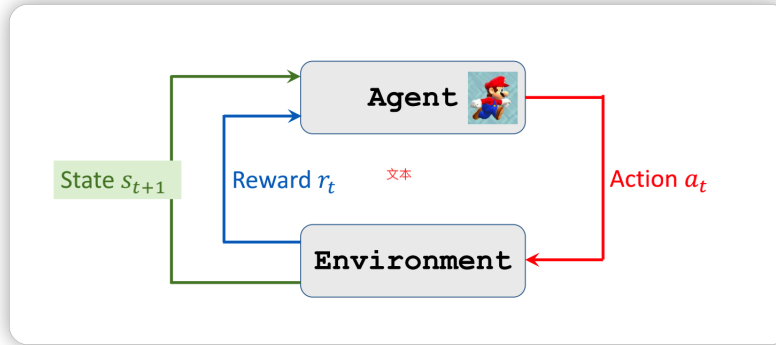 Agent
State s_{t+1}
Reward r_t
文本
Action a_t
Environment